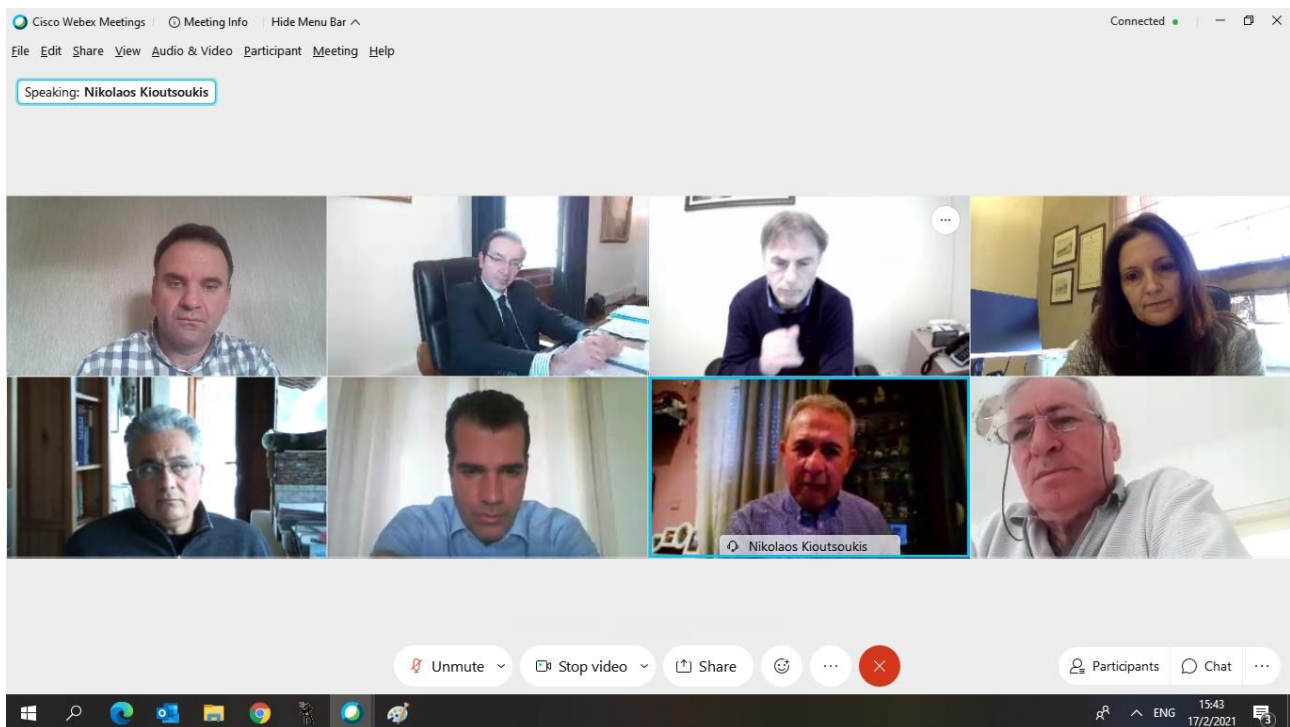 Cisco Webex Meetings Meeting Info Hide Menu Bar Connected
File Edit Share View Audio & Video Participant Meeting Help
Speaking: Nikolaos Kioutsoukis
Nikolaos Kioutsoukis
Unmute Stop video Share Participants Chat
ENG 15:43
17/2/2021 3